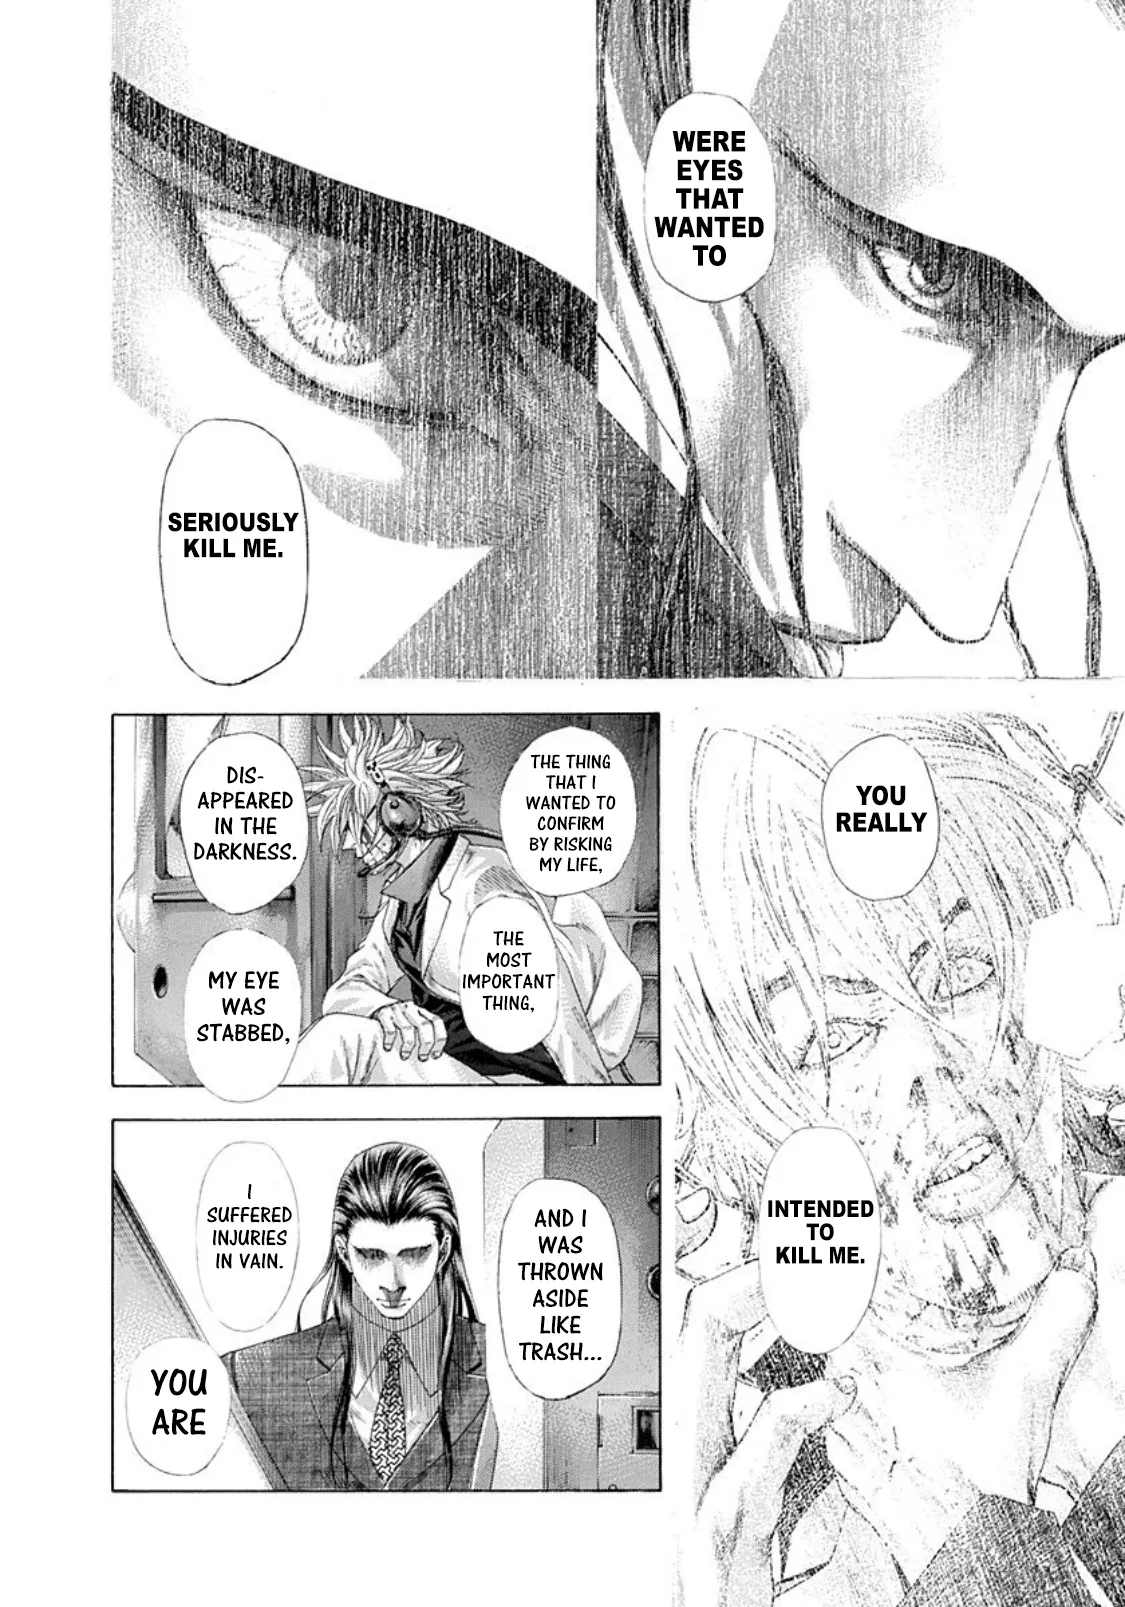 WERE
EYES
THAT
WANTED
TO
SERIOUSLY
KILL ME.
YOU
REALLY
INTENDED
TO
KILL ME.
THE THING
THAT I
WANTED TO
CONFIRM
BY RISKING
MY LIFE,
THE
MOST
IMPORTANT
THING,
DIS-
APPEARED
IN THE
DARKNESS.
MY EYE
WAS
STABBED,
AND I
WAS
THROWN
ASIDE
LIKE
TRASH...
I
SUFFERED
INJURIES
IN VAIN.
YOU
ARE